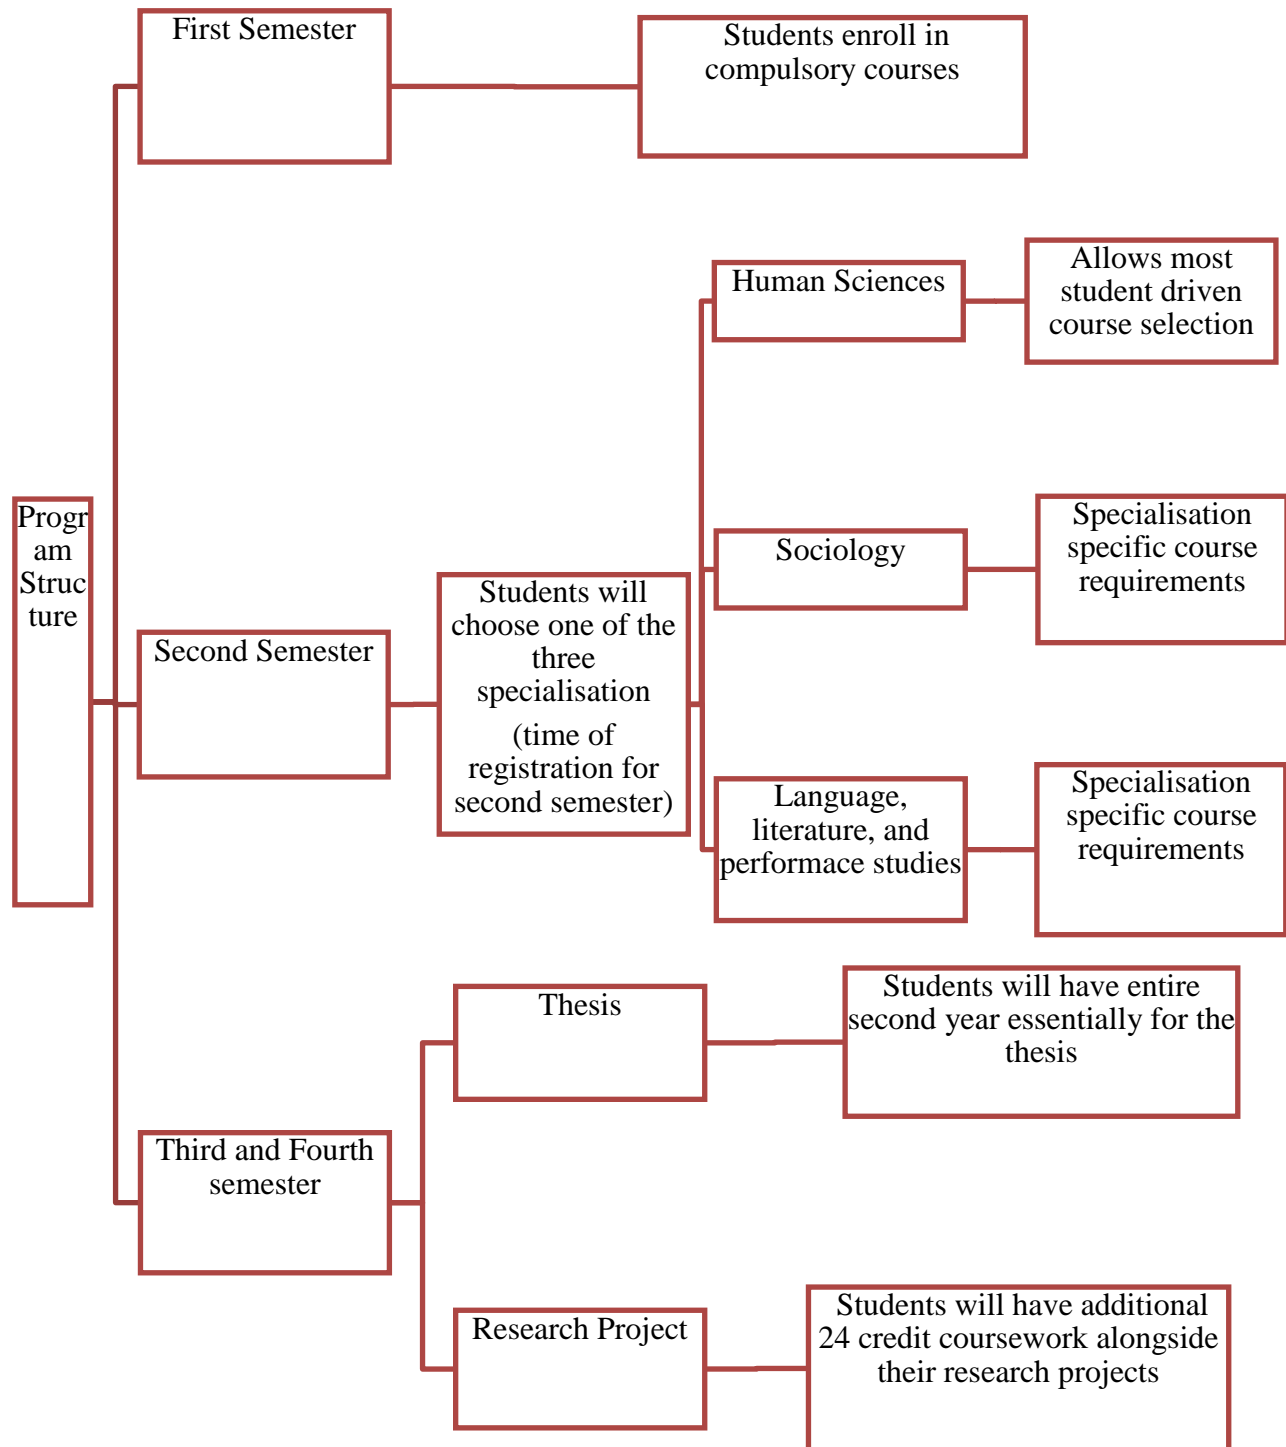 First Semester
Students enroll in
compulsory courses
Human Sciences
Allows most
student driven
course selection
Progr
am
Struc
ture
Second Semester
Students will
choose one of the
three
specialisation
(time of
registration for
second semester)
Sociology
Specialisation
specific course
requirements
Language,
literature, and
performace studies
Specialisation
specific course
requirements
Third and Fourth
semester
Thesis
Students will have entire
second year essentially for the
thesis
Research Project
Students will have additional
24 credit coursework alongside
their research projects